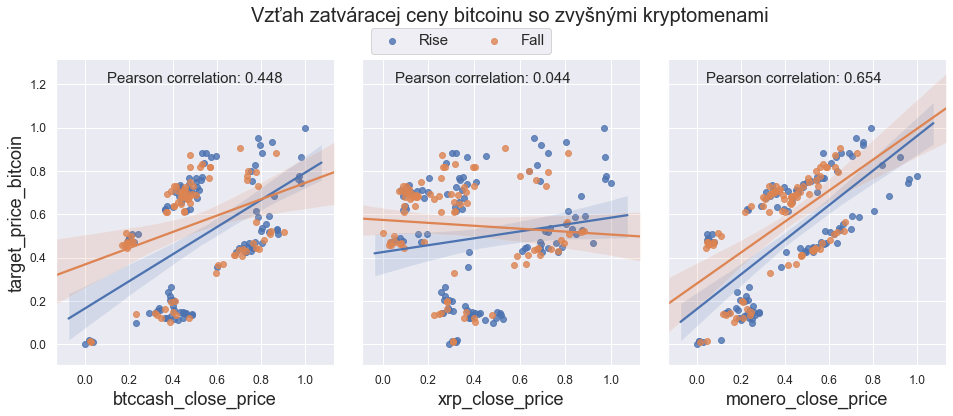 Vzťah zatváracej ceny bitcoinu so zvyšnými kryptomenami
Rise Fall
Pearson correlation: 0.448 Pearson correlation: 0.044 Pearson correlation: 0.654
target_price_bitcoin
1.2
1.0
0.8
0.6
0.4
0.2
0.0
0.0 0.2 0.4 0.6 0.8 1.0 0.0 0.2 0.4 0.6 0.8 1.0 0.0 0.2 0.4 0.6 0.8 1.0
btccash_close_price xrp_close_price monero_close_price